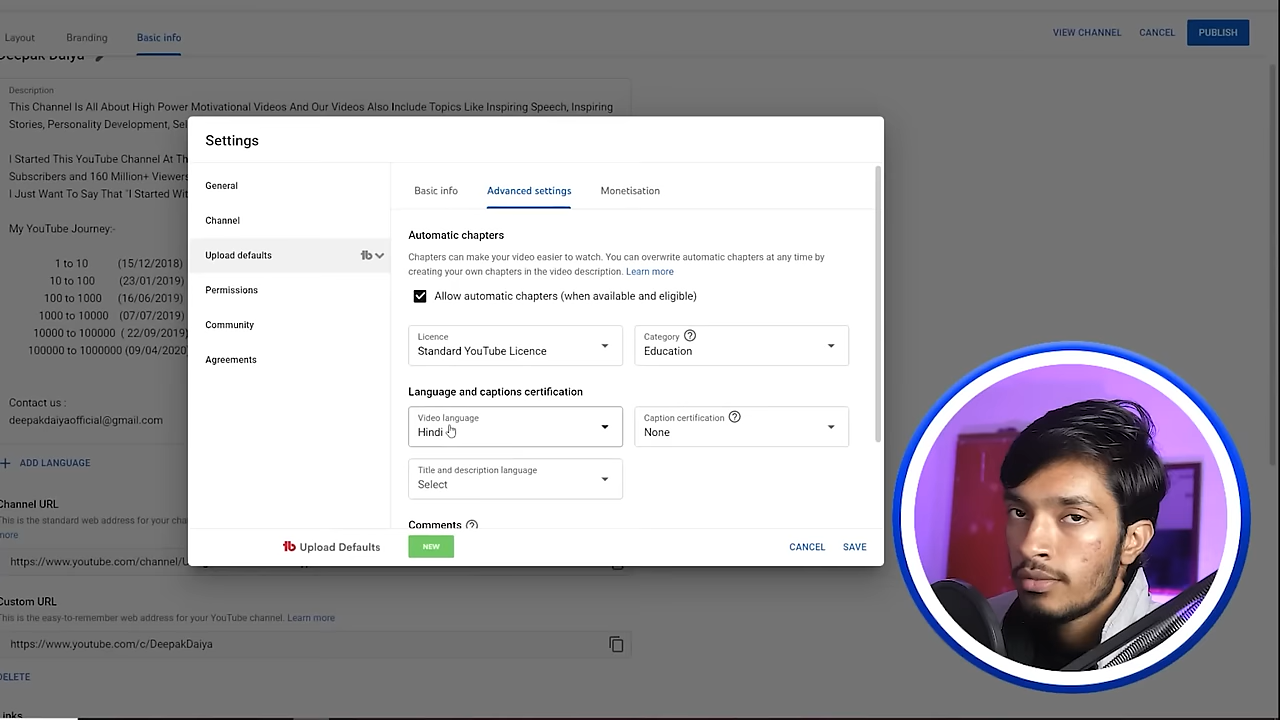 Layout
Branding
Basic info
VIEW CHANNEL
CANCEL
PUBLISH
Deepak Daiya
Description
This Channel Is All About High Power Motivational Videos And Our Videos Also Include Topics Like Inspiring Speech, Inspiring
Stories, Personality Development,
I Started This YouTube Channel At
Subscribers and 160 Million+ Viewers
I Just Want To Say That "I Started
My YouTube Journey:-
1 to 10 (15/12/2018)
10 to 100 (23/01/2019)
100 to 1000 (16/06/2019)
1000 to 10000 (07/07/2019)
10000 to 100000 ( 22/09/2019)
100000 to 1000000 (09/04/2020
Contact us :
deepakdaiyaofficial@gmail.com
ADD LANGUAGE
Channel URL
This is the standard web address for your
more
https://www.youtube.com/channel/
Custom URL
This is the easy-to-remember web address for your YouTube channel. Learn more
https://www.youtube.com/c/DeepakDaiya
DELETE
Links
Settings
General
Channel
Upload defaults
tb
Permissions
Community
Agreements
Basic info
Advanced settings
Monetisation
Automatic chapters
Chapters can make your video easier to watch. You can overwrite automatic chapters at any time by
creating your own chapters in the video description. Learn more
Allow automatic chapters (when available and eligible)
Licence
Standard YouTube Licence
Category
Education
Language and captions certification
Video language
Hindi
Caption certification
None
Title and description language
Select
Comments
tb Upload Defaults
NEW
CANCEL
SAVE